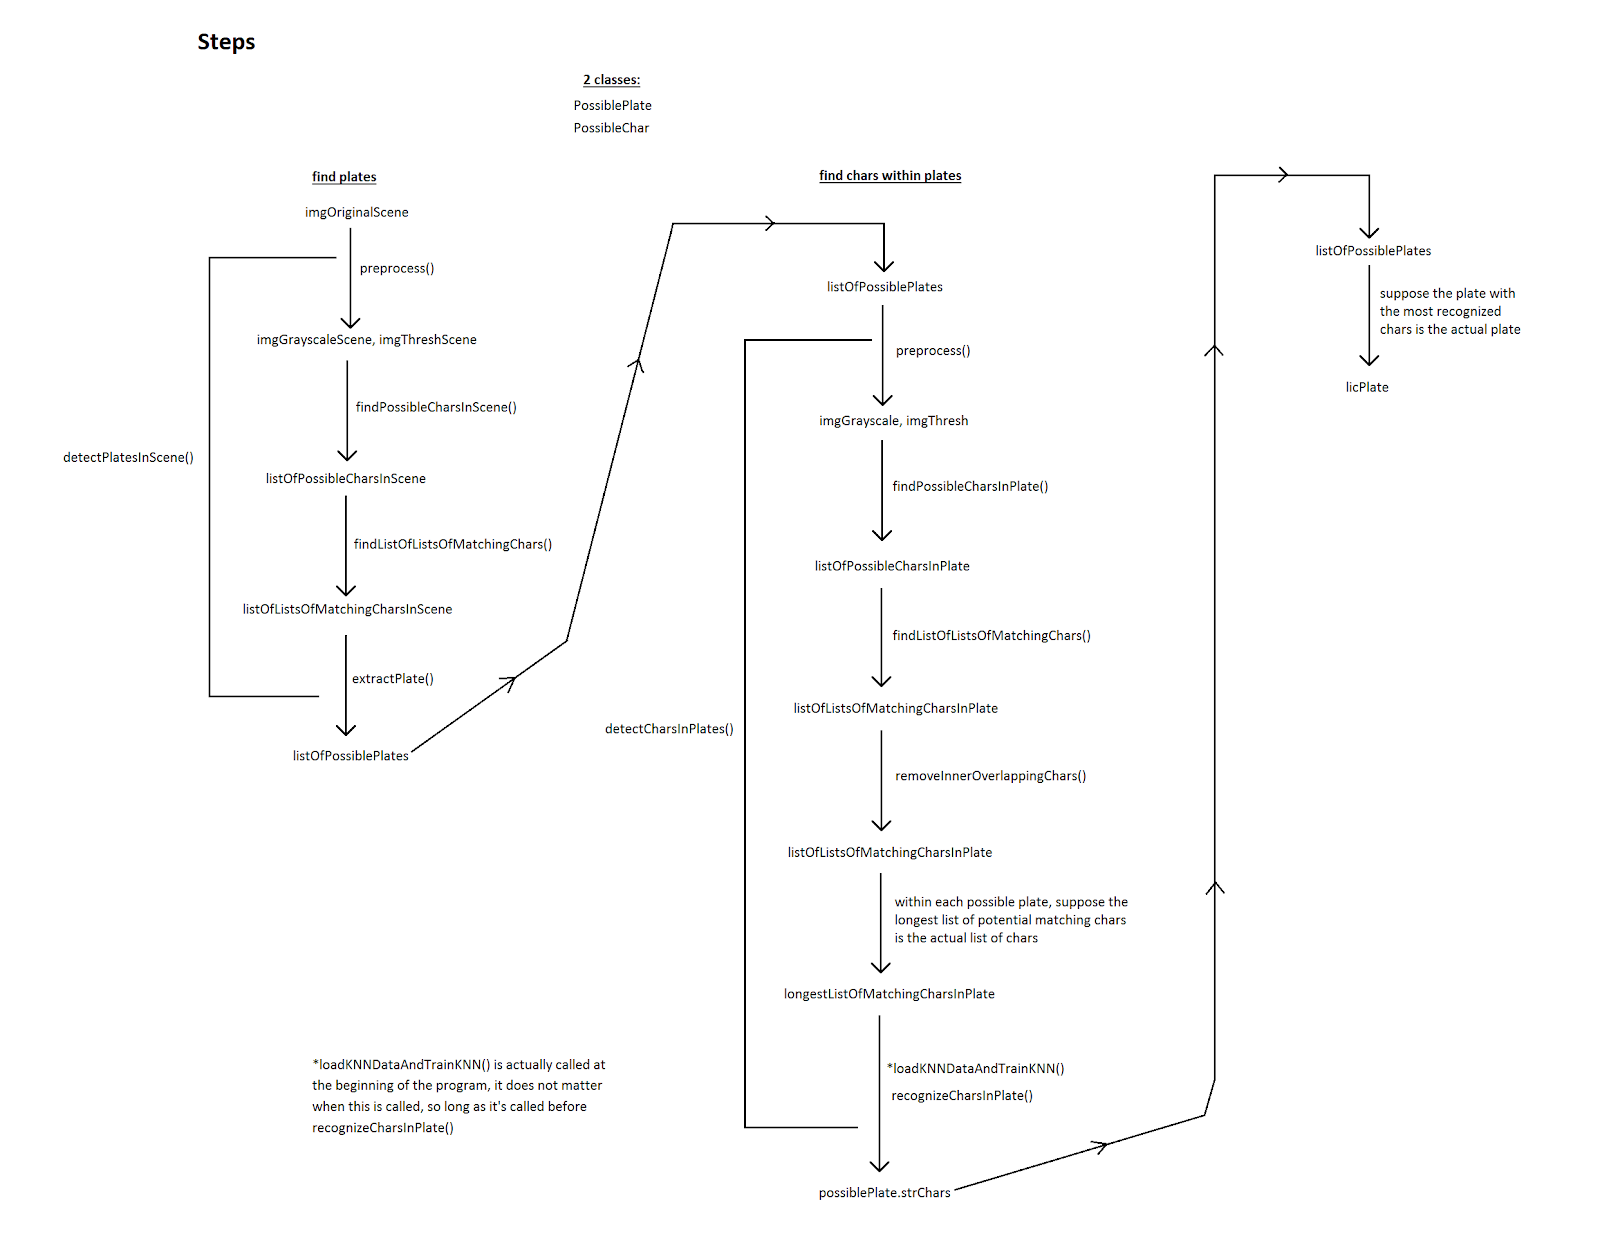 Steps
2 classes:
PossiblePlate
PossibleChar
find plates
imgOriginalScene
preprocess()
imgGrayscaleScene, imgThreshScene
findPossibleCharsInScene()
detectPlatesInScene()
listOfPossibleCharsInScene
findListOfListsOfMatchingChars()
listOfListsOfMatchingCharsInScene
extractPlate()
listOfPossiblePlates
*loadKNNDataAndTrainKNN() is actually called at
the beginning of the program, it does not matter
when this is called, so long as it's called before
recognizeCharsInPlate()
find chars within plates
listOfPossiblePlates
preprocess()
imgGrayscale, imgThresh
findPossibleCharsInPlate()
listOfPossibleCharsInPlate
findListOfListsOfMatchingChars()
listOfListsOfMatchingCharsInPlate
detectCharsInPlates()
removeInnerOverlappingChars()
listOfListsOfMatchingCharsInPlate
within each possible plate, suppose the
longest list of potential matching chars
is the actual list of chars
longestListOfMatchingCharsInPlate
*loadKNNDataAndTrainKNN()
recognizeCharsInPlate()
possiblePlate.strChars
listOfPossiblePlates
suppose the plate with
the most recognized
chars is the actual plate
licPlate